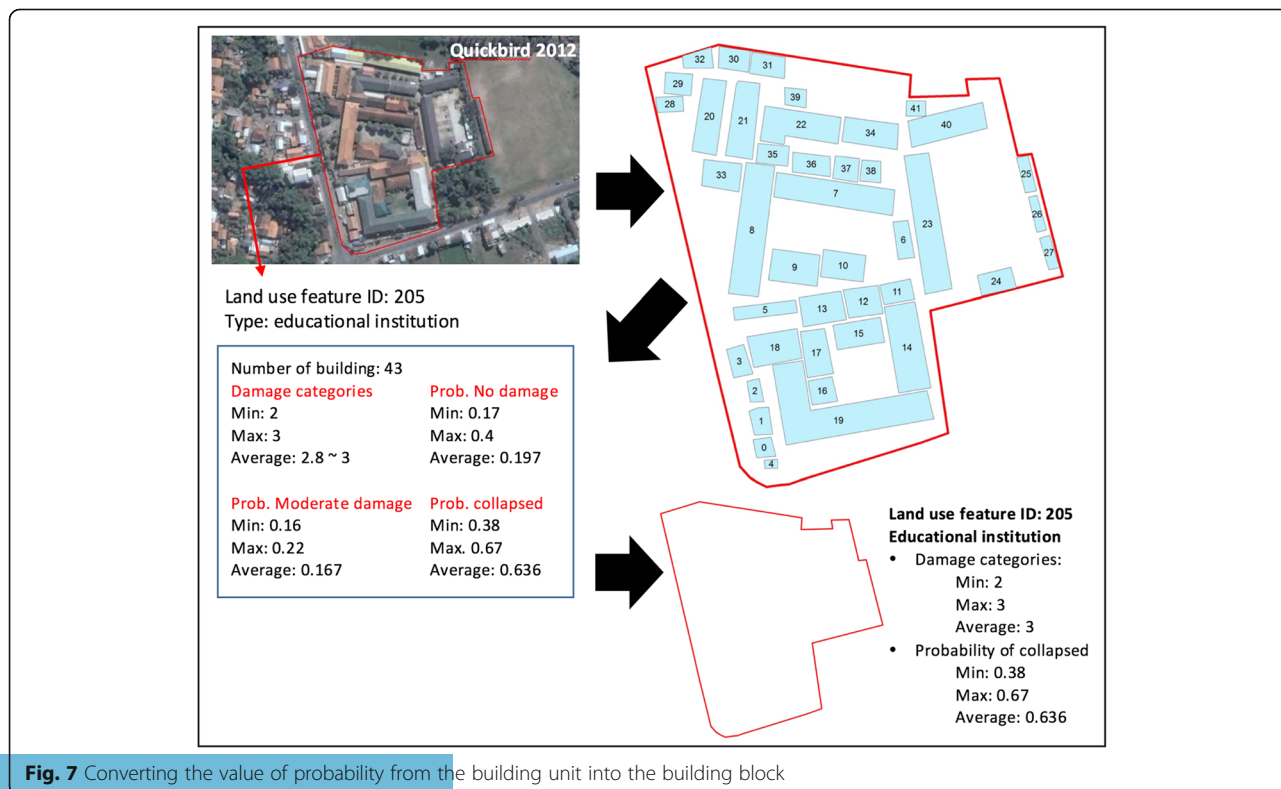 Quickbird 2012
Land use feature ID: 205
Type: educational institution
Number of building: 43
Damage categories
Min: 2
Max: 3
Average: 2.8 ~ 3
Prob. No damage
Min: 0.17
Max: 0.4
Average: 0.197
Prob. Moderate damage
Min: 0.16
Max: 0.22
Average: 0.167
Prob. collapsed
Min: 0.38
Max. 0.67
Average: 0.636
32
30
31
29
28
20
21
39
22
34
41
40
35
36
37
38
33
7
8
23
25
26
27
6
9
10
24
5
13
12
11
18
17
15
14
3
2
16
1
19
0
4
Land use feature ID: 205
Educational institution
• Damage categories:
Min: 2
Max: 3
Average: 3
• Probability of collapsed
Min: 0.38
Max: 0.67
Average: 0.636
Fig. 7 Converting the value of probability from the building unit into the building block